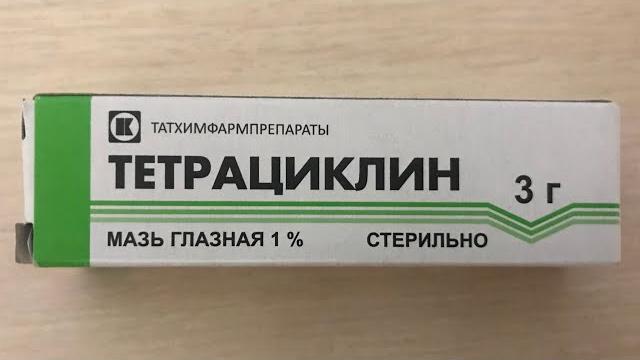 ТАТХИМФАРМПРЕПАРАТЫ
ТЕТРАЦИКЛИН
3 г
МАЗЬ ГЛАЗНАЯ 1 % СТЕРИЛЬНО